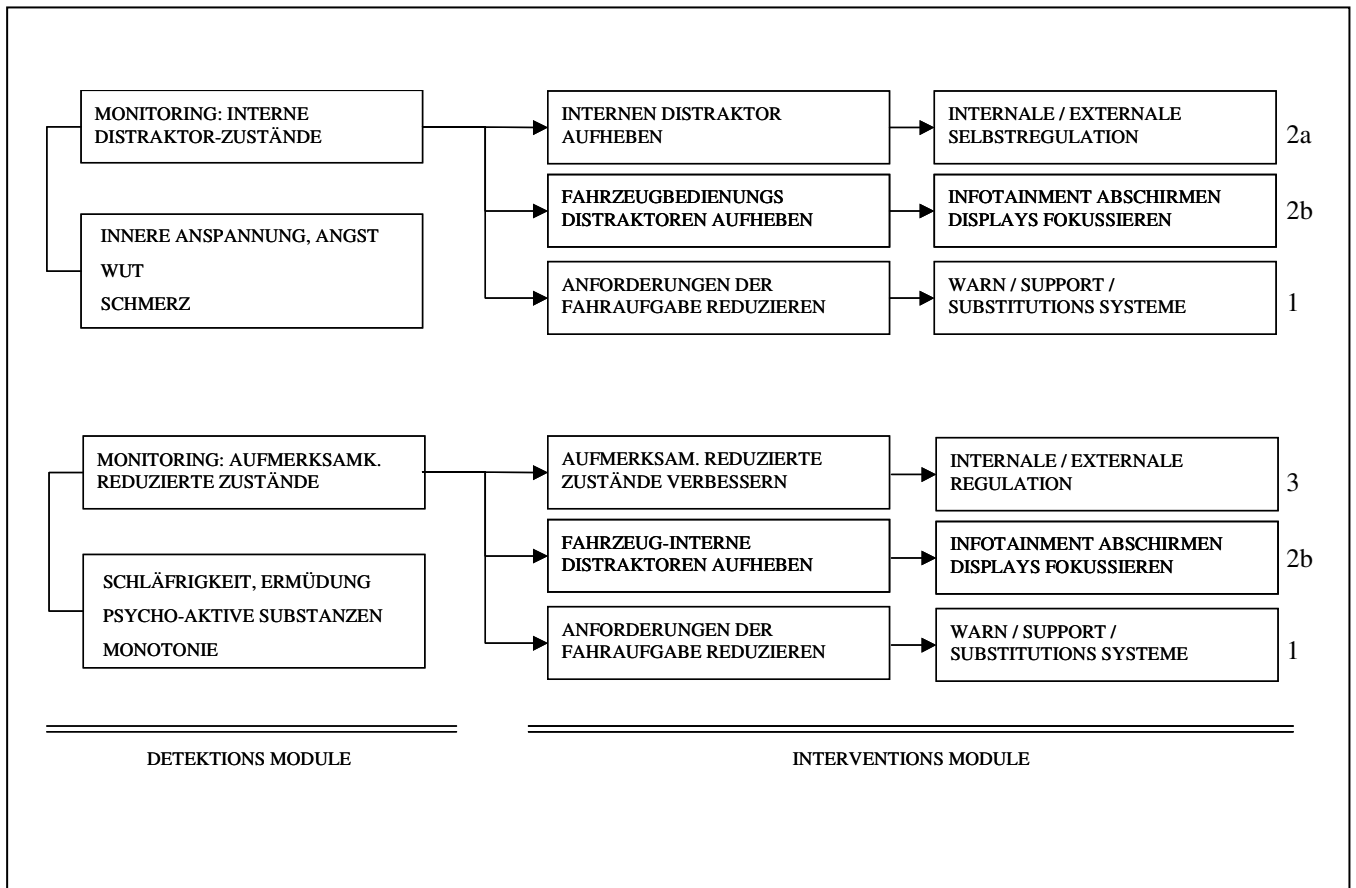 MONITORING: INTERNE
DISTRAKTOR-ZUSTÄNDE
INNERE ANSPANNUNG, ANGST
WUT
SCHMERZ
INTERNEN DISTRAKTOR
AUFHEBEN
INTERNALE / EXTERNALE
SELBSTREGULATION
2a
FAHRZEUGBEDIENUNGS
DISTRAKTOREN AUFHEBEN
INFOTAINMENT ABSCHIRMEN
DISPLAYS FOKUSSIEREN
2b
ANFORDERUNGEN DER
FAHRAUFGABE REDUZIEREN
WARN / SUPPORT /
SUBSTITUTIONS SYSTEME
1
MONITORING: AUFMERKSAMK.
REDUZIERTE ZUSTÄNDE
SCHLÄFRIGKEIT, ERMÜDUNG
PSYCHO-AKTIVE SUBSTANZEN
MONOTONIE
AUFMERKSAM. REDUZIERTE
ZUSTÄNDE VERBESSERN
INTERNALE / EXTERNALE
REGULATION
3
FAHRZEUG-INTERNE
DISTRAKTOREN AUFHEBEN
INFOTAINMENT ABSCHIRMEN
DISPLAYS FOKUSSIEREN
2b
ANFORDERUNGEN DER
FAHRAUFGABE REDUZIEREN
WARN / SUPPORT /
SUBSTITUTIONS SYSTEME
1
DETEKTIONS MODULE
INTERVENTIONS MODULE